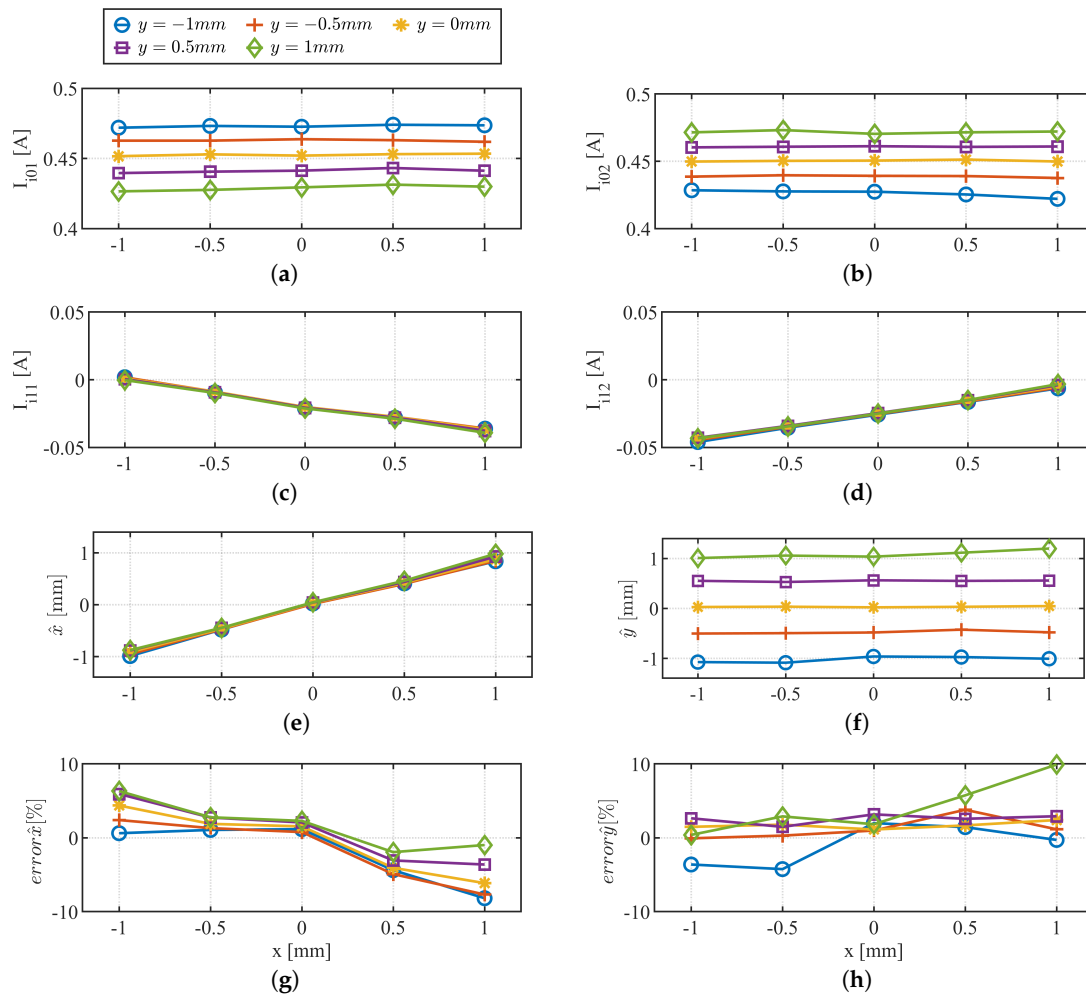 y = −1mm y = −0.5mm y = 0mm
y = 0.5mm y = 1mm
0.5
0.45
0.4
I_i01 [A]
-1 -0.5 0 0.5 1
(a)
0.5
0.45
0.4
I_i02 [A]
-1 -0.5 0 0.5 1
(b)
0.05
0
-0.05
I_i11 [A]
-1 -0.5 0 0.5 1
(c)
0.05
0
-0.05
I_i12 [A]
-1 -0.5 0 0.5 1
(d)
1
0
-1
x̂ [mm]
-1 -0.5 0 0.5 1
(e)
1
0
-1
ŷ [mm]
-1 -0.5 0 0.5 1
(f)
10
0
-10
errorx̂[%]
-1 -0.5 0 0.5 1
x [mm]
(g)
10
0
-10
errorŷ[%]
-1 -0.5 0 0.5 1
x [mm]
(h)